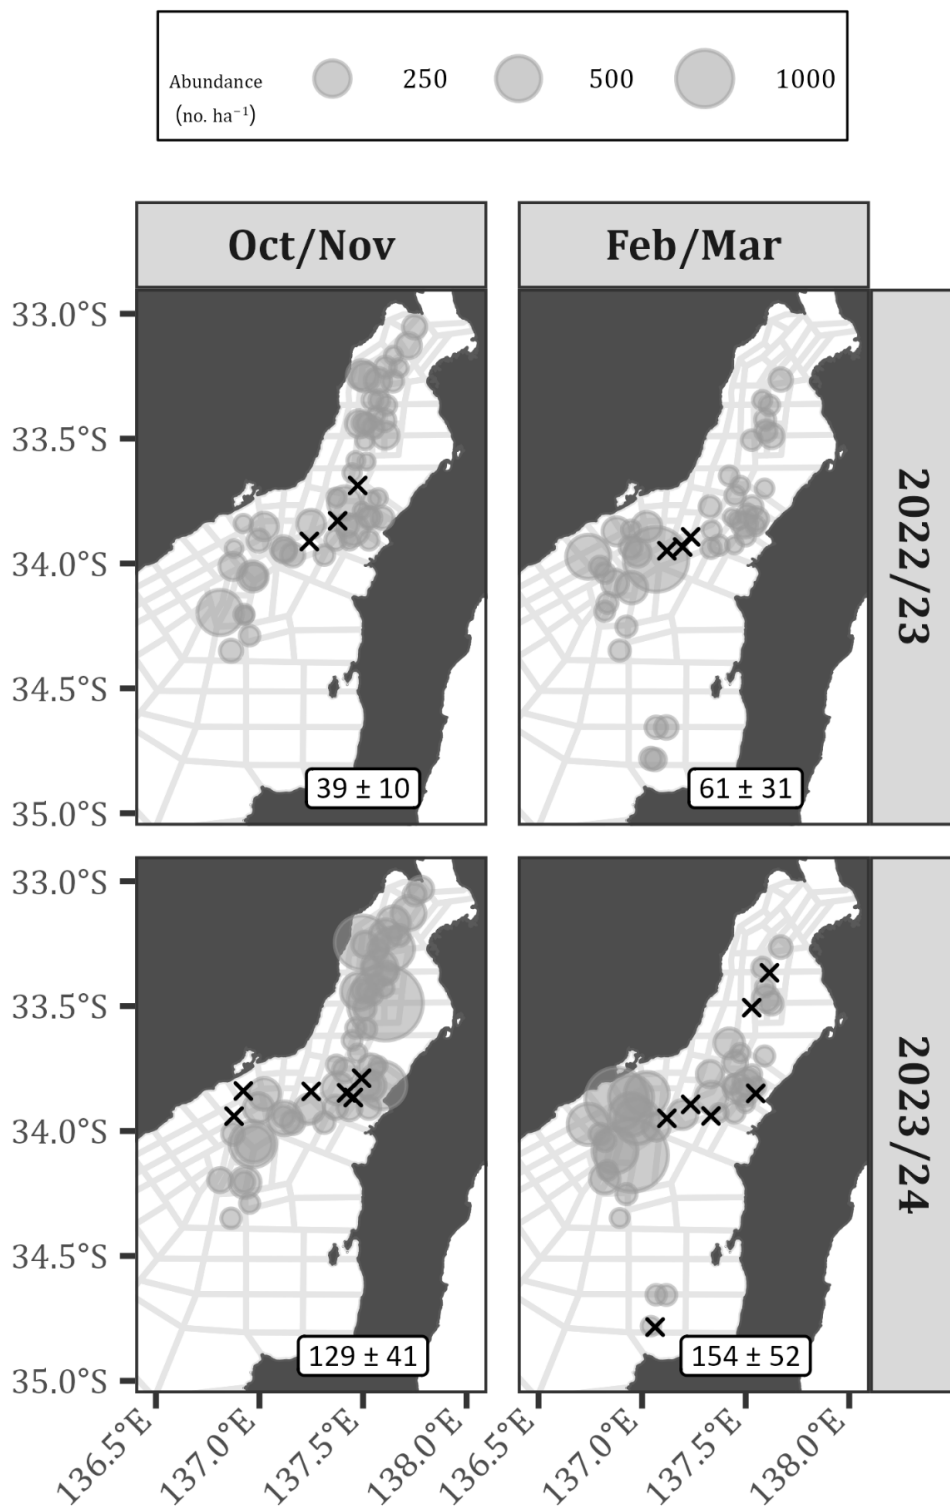 Abundance
(no. ha⁻¹)
250
500
1000
Oct/Nov
Feb/Mar
33.0°S
33.5°S
34.0°S
34.5°S
35.0°S
39 ± 10
61 ± 31
2022/23
33.0°S
33.5°S
34.0°S
34.5°S
35.0°S
129 ± 41
154 ± 52
2023/24
136.5°E
137.0°E
137.5°E
138.0°E
136.5°E
137.0°E
137.5°E
138.0°E